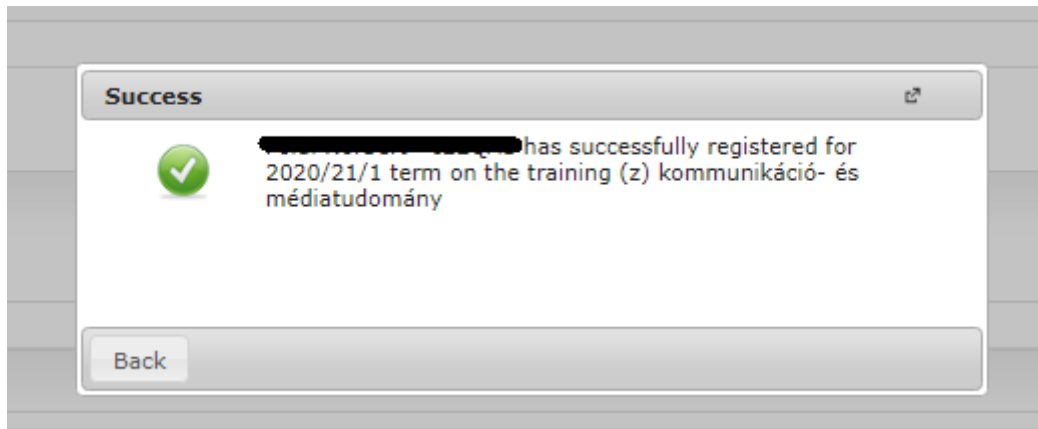 Success
has successfully registered for
2020/21/1 term on the training (z) kommunikáció- és
médiatudomány
Back